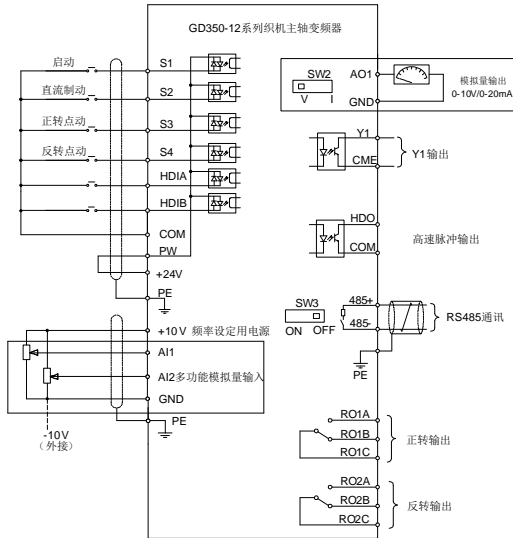 GD350-12系列织机主轴变频器
启动
S1
直流制动
S2
正转点动
S3
反转点动
S4
HDIA
HDIB
COM
PW
+24V
PE
+10V 频率设定用电源
AI1
AI2多功能模拟量输入
GND
-10V
（外接）
PE
SW2
V I
AO1
GND
模拟量输出
0-10V/0-20mA
Y1
CME
Y1输出
HDO
COM
高速脉冲输出
SW3
ON OFF
485+
485-
RS485通讯
PE
RO1A
RO1B
RO1C
正转输出
RO2A
RO2B
RO2C
反转输出